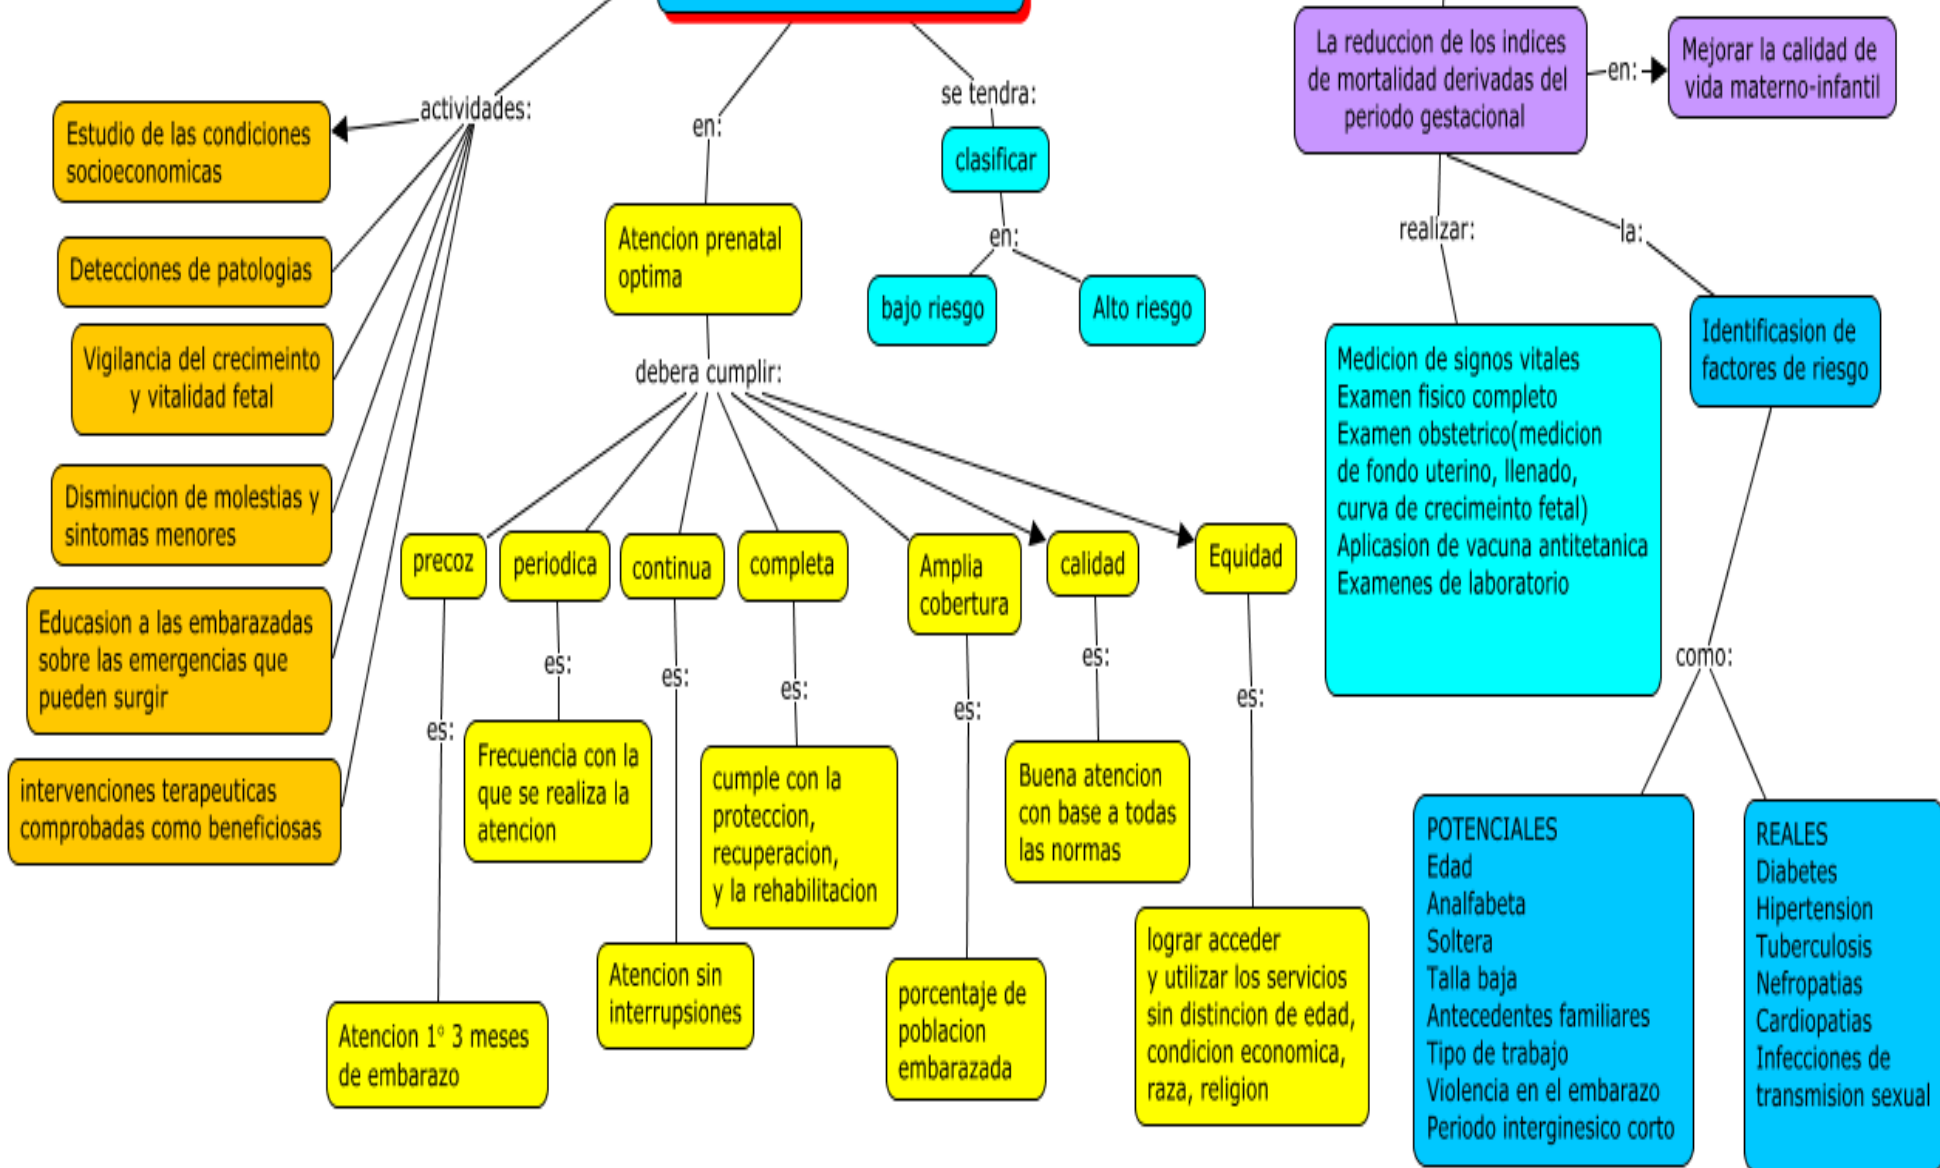 actividades:
Estudio de las condiciones
socioeconomicas
Detecciones de patologias
Vigilancia del crecimeinto
y vitalidad fetal
Disminucion de molestias y
sintomas menores
Educasion a las embarazadas
sobre las emergencias que
pueden surgir
intervenciones terapeuticas
comprobadas como beneficiosas
en:
Atencion prenatal
optima
debera cumplir:
precoz
es:
Atencion 1º 3 meses
de embarazo
periodica
es:
Frecuencia con la
que se realiza la
atencion
continua
es:
Atencion sin
interrupsiones
completa
es:
cumple con la
proteccion,
recuperacion,
y la rehabilitacion
Amplia
cobertura
es:
porcentaje de
poblacion
embarazada
calidad
es:
Buena atencion
con base a todas
las normas
Equidad
es:
lograr acceder
y utilizar los servicios
sin distincion de edad,
condicion economica,
raza, religion
se tendra:
clasificar
en:
bajo riesgo
Alto riesgo
La reduccion de los indices
de mortalidad derivadas del
periodo gestacional
en:
Mejorar la calidad de
vida materno-infantil
realizar:
Medicion de signos vitales
Examen fisico completo
Examen obstetrico(medicion
de fondo uterino, llenado,
curva de crecimeinto fetal)
Aplicasion de vacuna antitetanica
Examenes de laboratorio
la:
Identificasion de
factores de riesgo
como:
POTENCIALES
Edad
Analfabeta
Soltera
Talla baja
Antecedentes familiares
Tipo de trabajo
Violencia en el embarazo
Periodo interginesico corto
REALES
Diabetes
Hipertension
Tuberculosis
Nefropatias
Cardiopatias
Infecciones de
transmision sexual